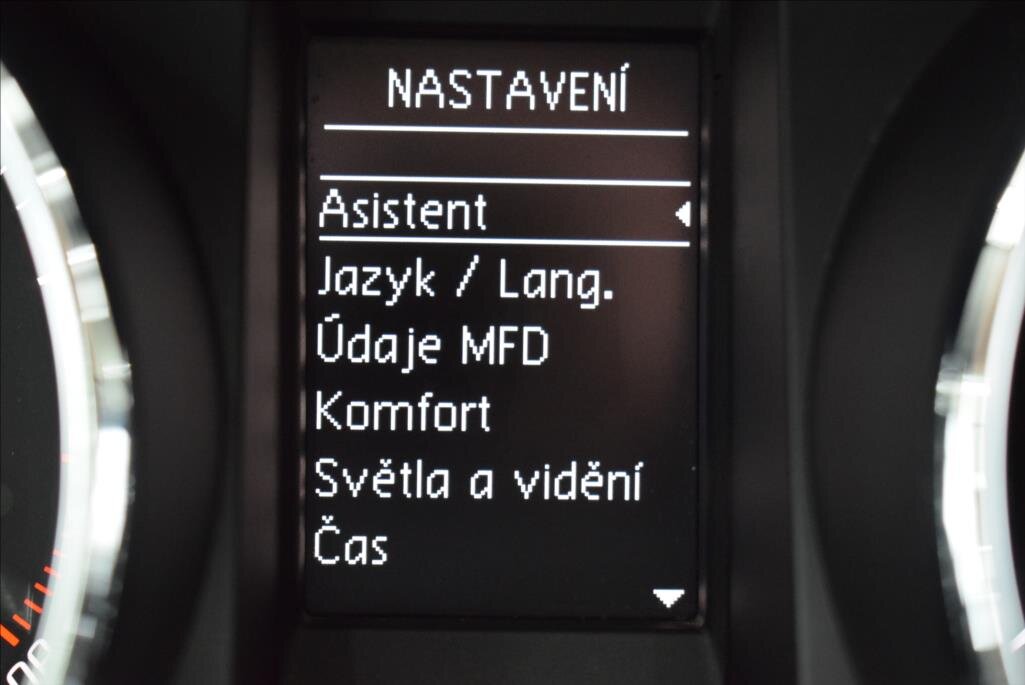 NASTAVENÍ
Asistent
Jazyk / Lang.
Údaje MFD
Komfort
Světla a vidění
Čas